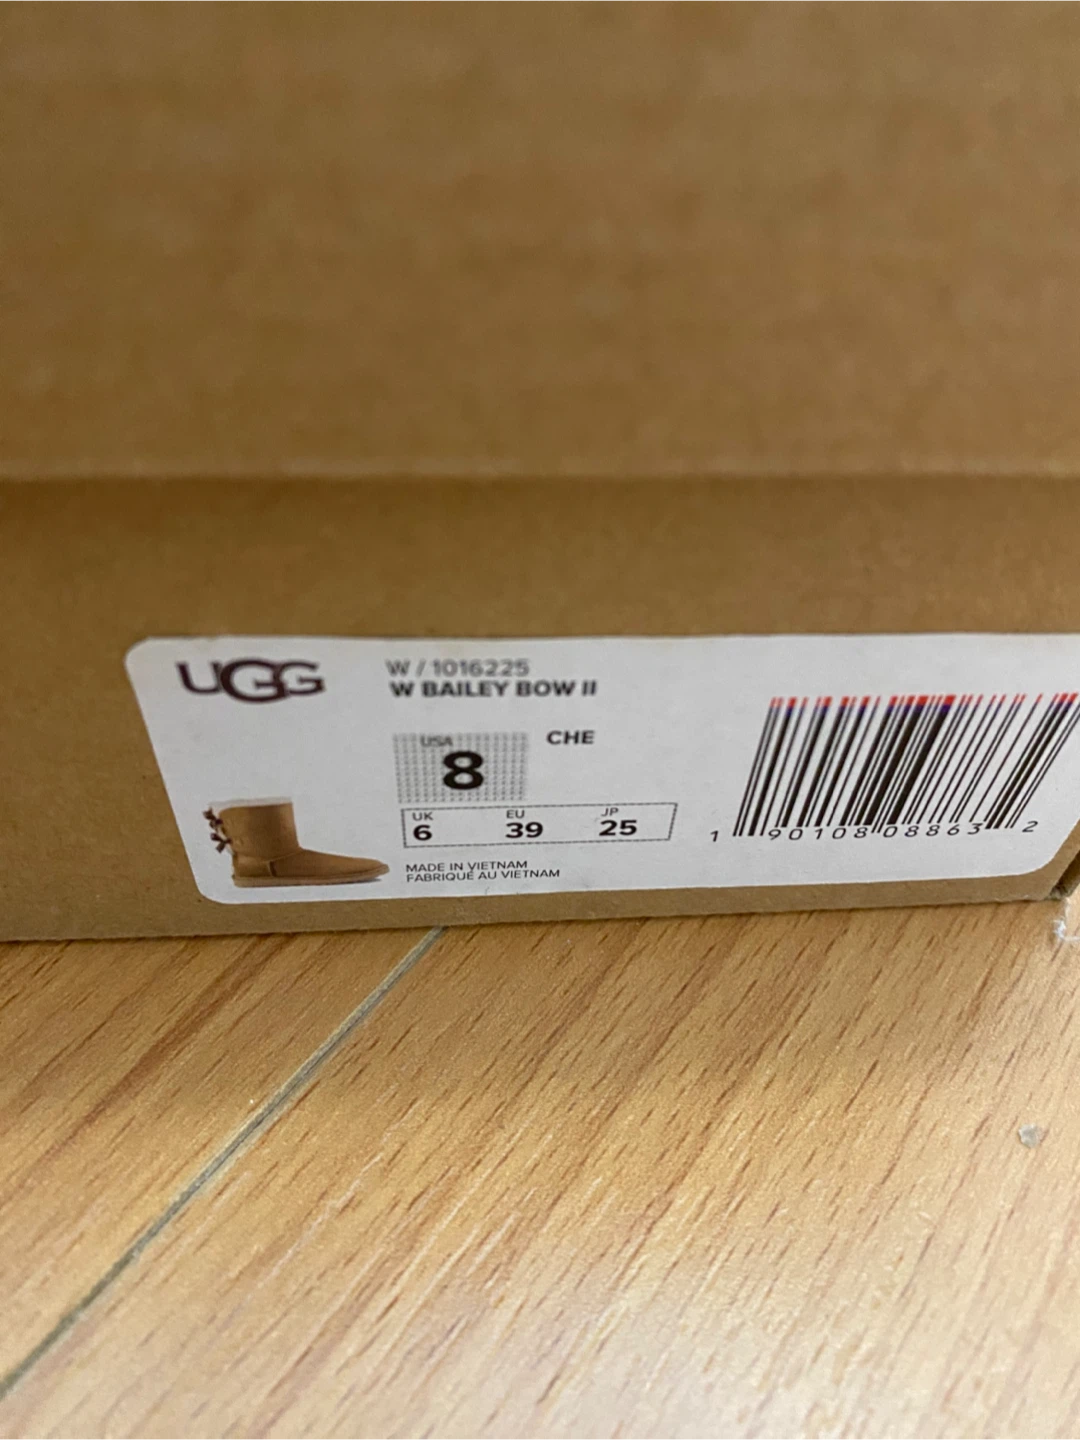 UGG
W / 1016225
W BAILEY BOW II
USA
8
CHE
UK
6
EU
39
JP
25
MADE IN VIETNAM
FABRIQUÉ AU VIETNAM
1 90108 08863 2